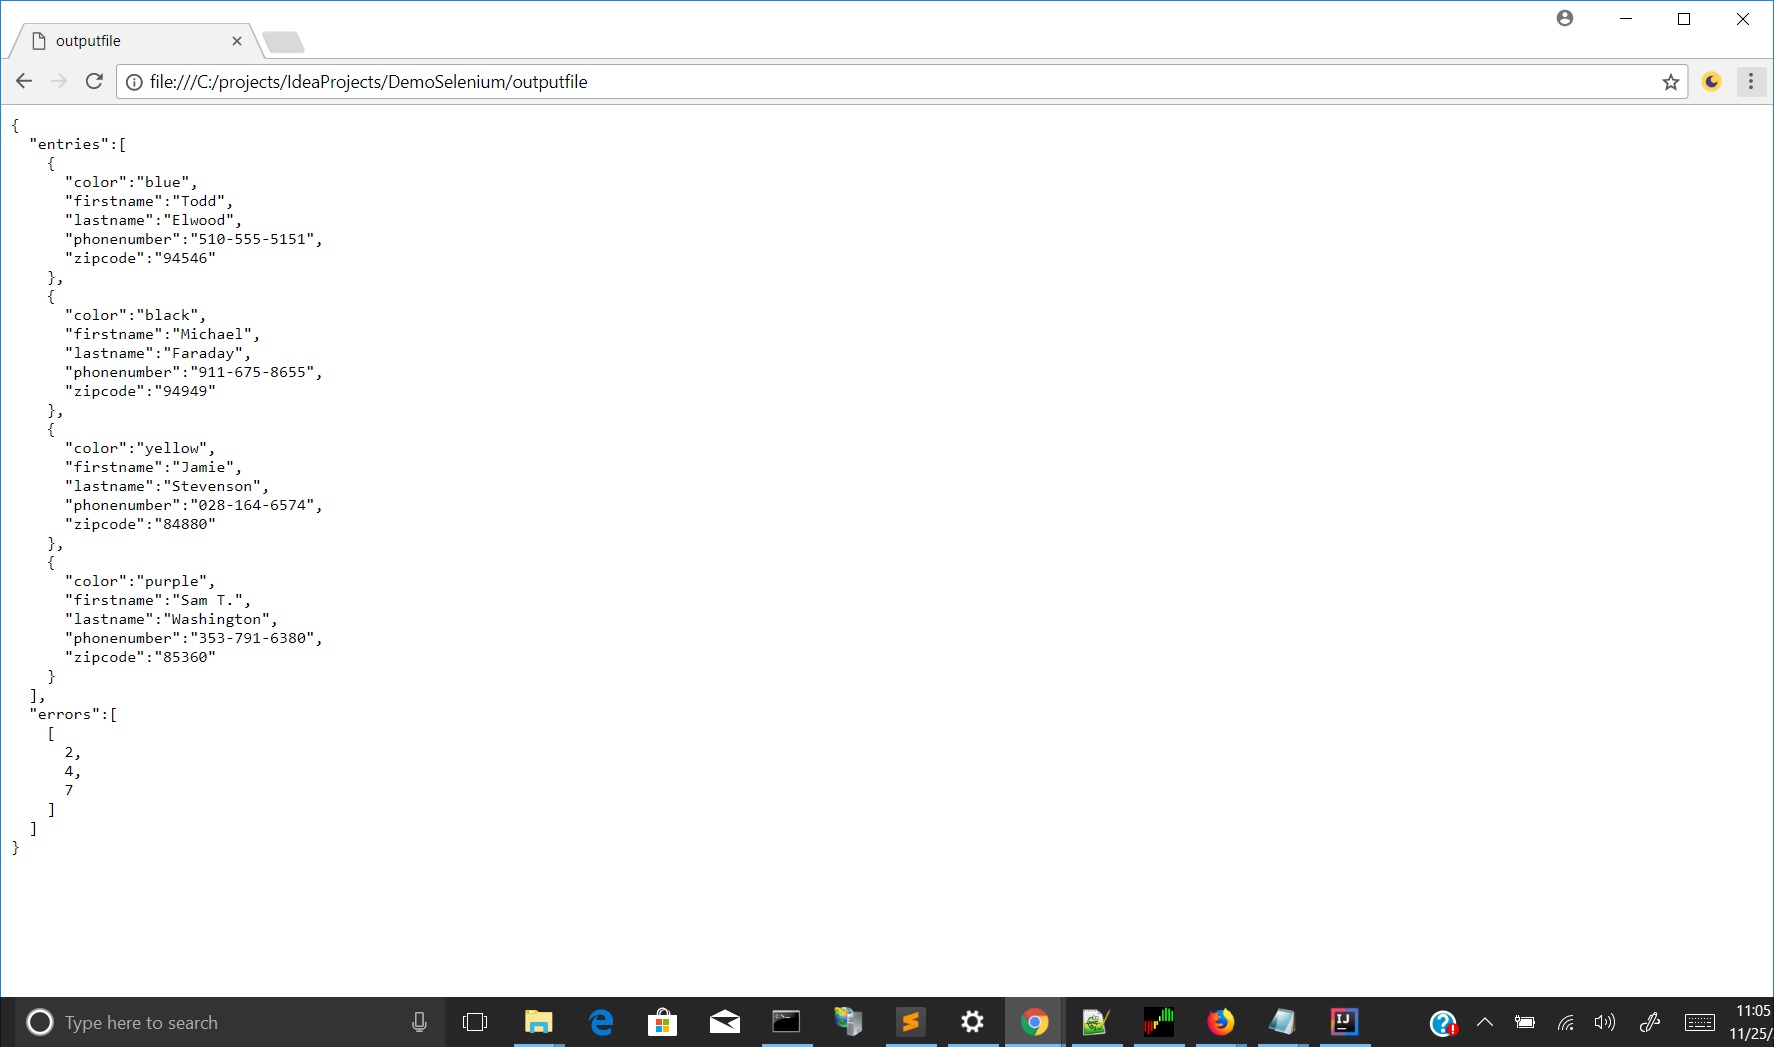 outputfile
file:///C:/projects/IdeaProjects/DemoSelenium/outputfile
{
  "entries":[
    {
      "color":"blue",
      "firstname":"Todd",
      "lastname":"Elwood",
      "phonenumber":"510-555-5151",
      "zipcode":"94546"
    },
    {
      "color":"black",
      "firstname":"Michael",
      "lastname":"Faraday",
      "phonenumber":"911-675-8655",
      "zipcode":"94949"
    },
    {
      "color":"yellow",
      "firstname":"Jamie",
      "lastname":"Stevenson",
      "phonenumber":"028-164-6574",
      "zipcode":"84880"
    },
    {
      "color":"purple",
      "firstname":"Sam T.",
      "lastname":"Washington",
      "phonenumber":"353-791-6380",
      "zipcode":"85360"
    }
  ],
  "errors":[
    [
      2,
      4,
      7
    ]
  ]
}
Type here to search
IJ
11:05
11/25/